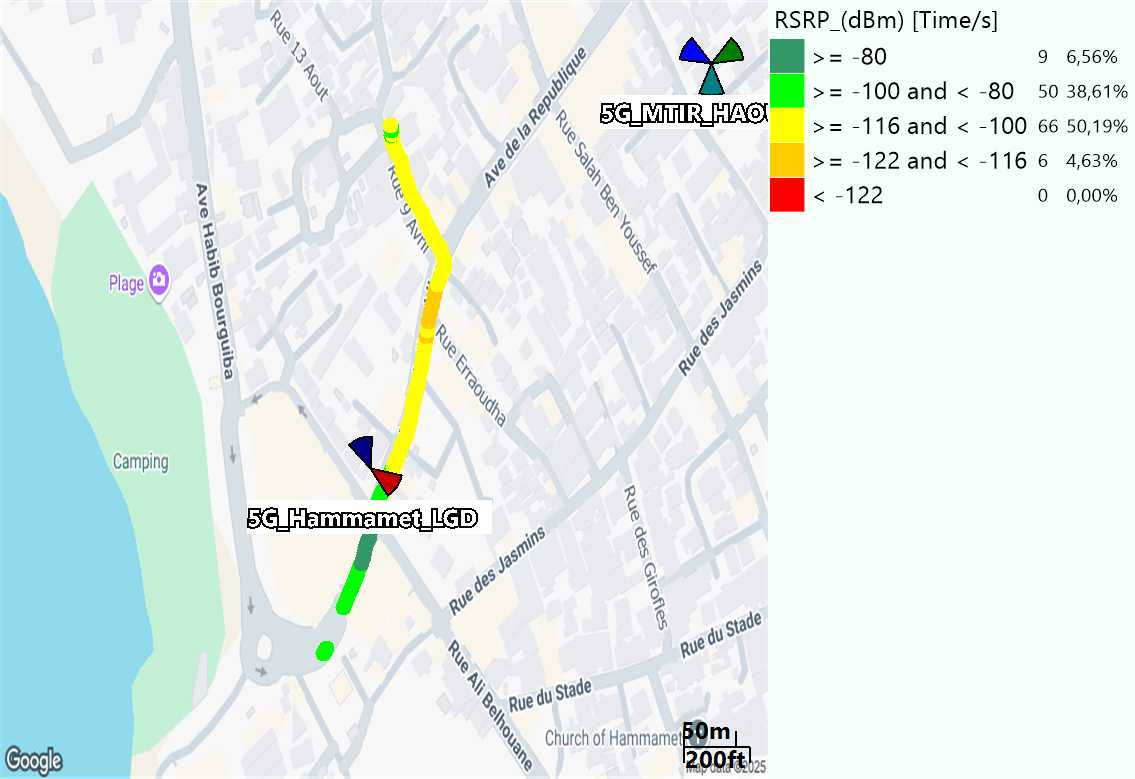 RSRP_(dBm) [Time/s]
>= -80 9 6,56%
>= -100 and < -80 50 38,61%
>= -116 and < -100 66 50,19%
>= -122 and < -116 6 4,63%
< -122 0 0,00%
Rue 13 Aout
Ave de la Republique
5G_MTIR_HAO
Rue Salah Ben Youssef
Ave Habib Bourguiba
Rue 9 Avril
Plage
Rue des Jasmins
Rue Erraoudha
Camping
5G_Hammamet_LGD
Rue des Jasmins
Rue des Girofles
Rue du Stade
Rue Ali Belhouane
Rue du Stade
Church of Hammamet
50m
200ft
Google
Map data ©2025